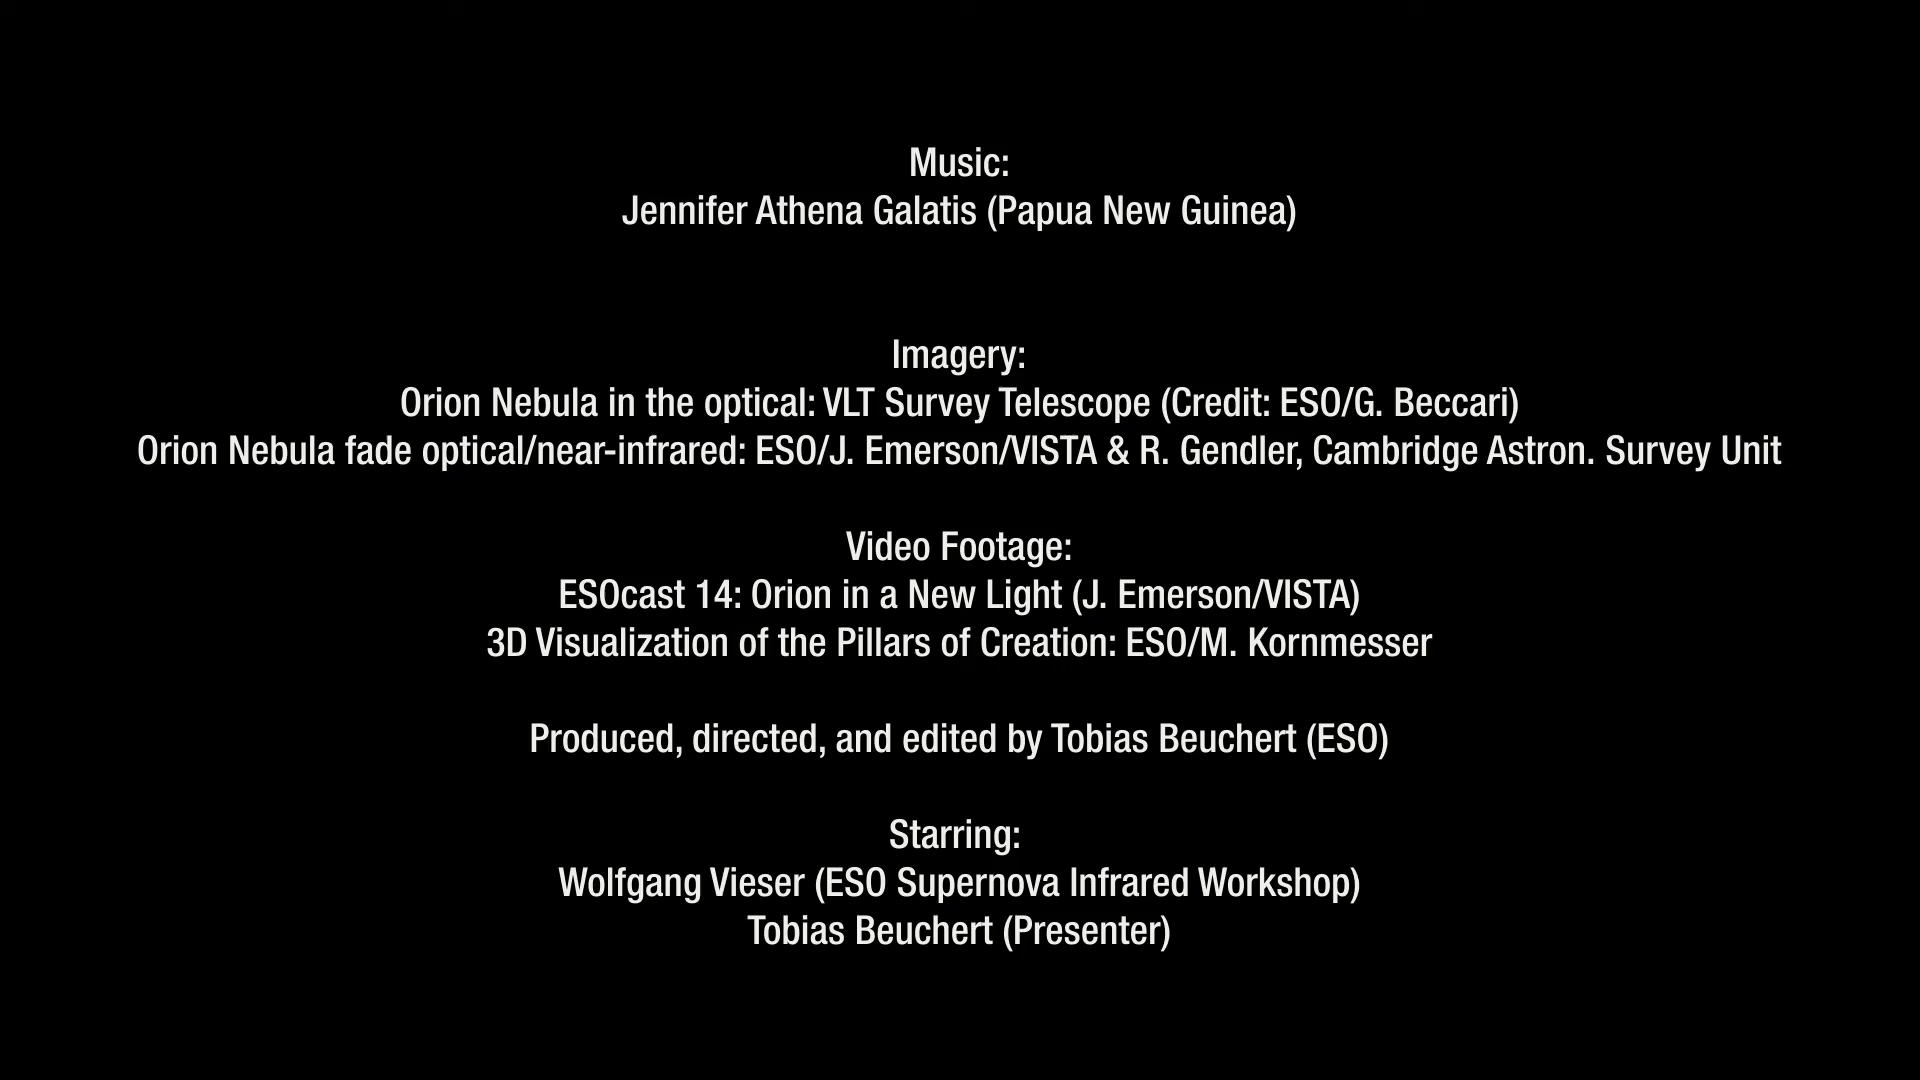 Music:
Jennifer Athena Galatis (Papua New Guinea)
Imagery:
Orion Nebula in the optical: VLT Survey Telescope (Credit: ESO/G. Beccari)
Orion Nebula fade optical/near-infrared: ESO/J. Emerson/VISTA & R. Gendler, Cambridge Astron. Survey Unit
Video Footage:
ESOcast 14: Orion in a New Light (J. Emerson/VISTA)
3D Visualization of the Pillars of Creation: ESO/M. Kornmesser
Produced, directed, and edited by Tobias Beuchert (ESO)
Starring:
Wolfgang Vieser (ESO Supernova Infrared Workshop)
Tobias Beuchert (Presenter)